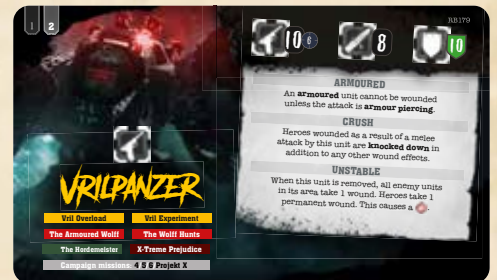 1 2
RB179
10 6
8
10
ARMOURED
An armoured unit cannot be wounded
unless the attack is armour piercing.
CRUSH
Heroes wounded as a result of a melee
attack by this unit are knocked down in
addition to any other wound effects.
UNSTABLE
When this unit is removed, all enemy units
in its area take 1 wound. Heroes take 1
permanent wound. This causes a
VRILPANZER
Vril Overload Vril Experiment
The Armoured Wolff The Wolff Hunts
The Hordemeister X-Treme Prejudice
Campaign missions: 4 5 6 Projekt X